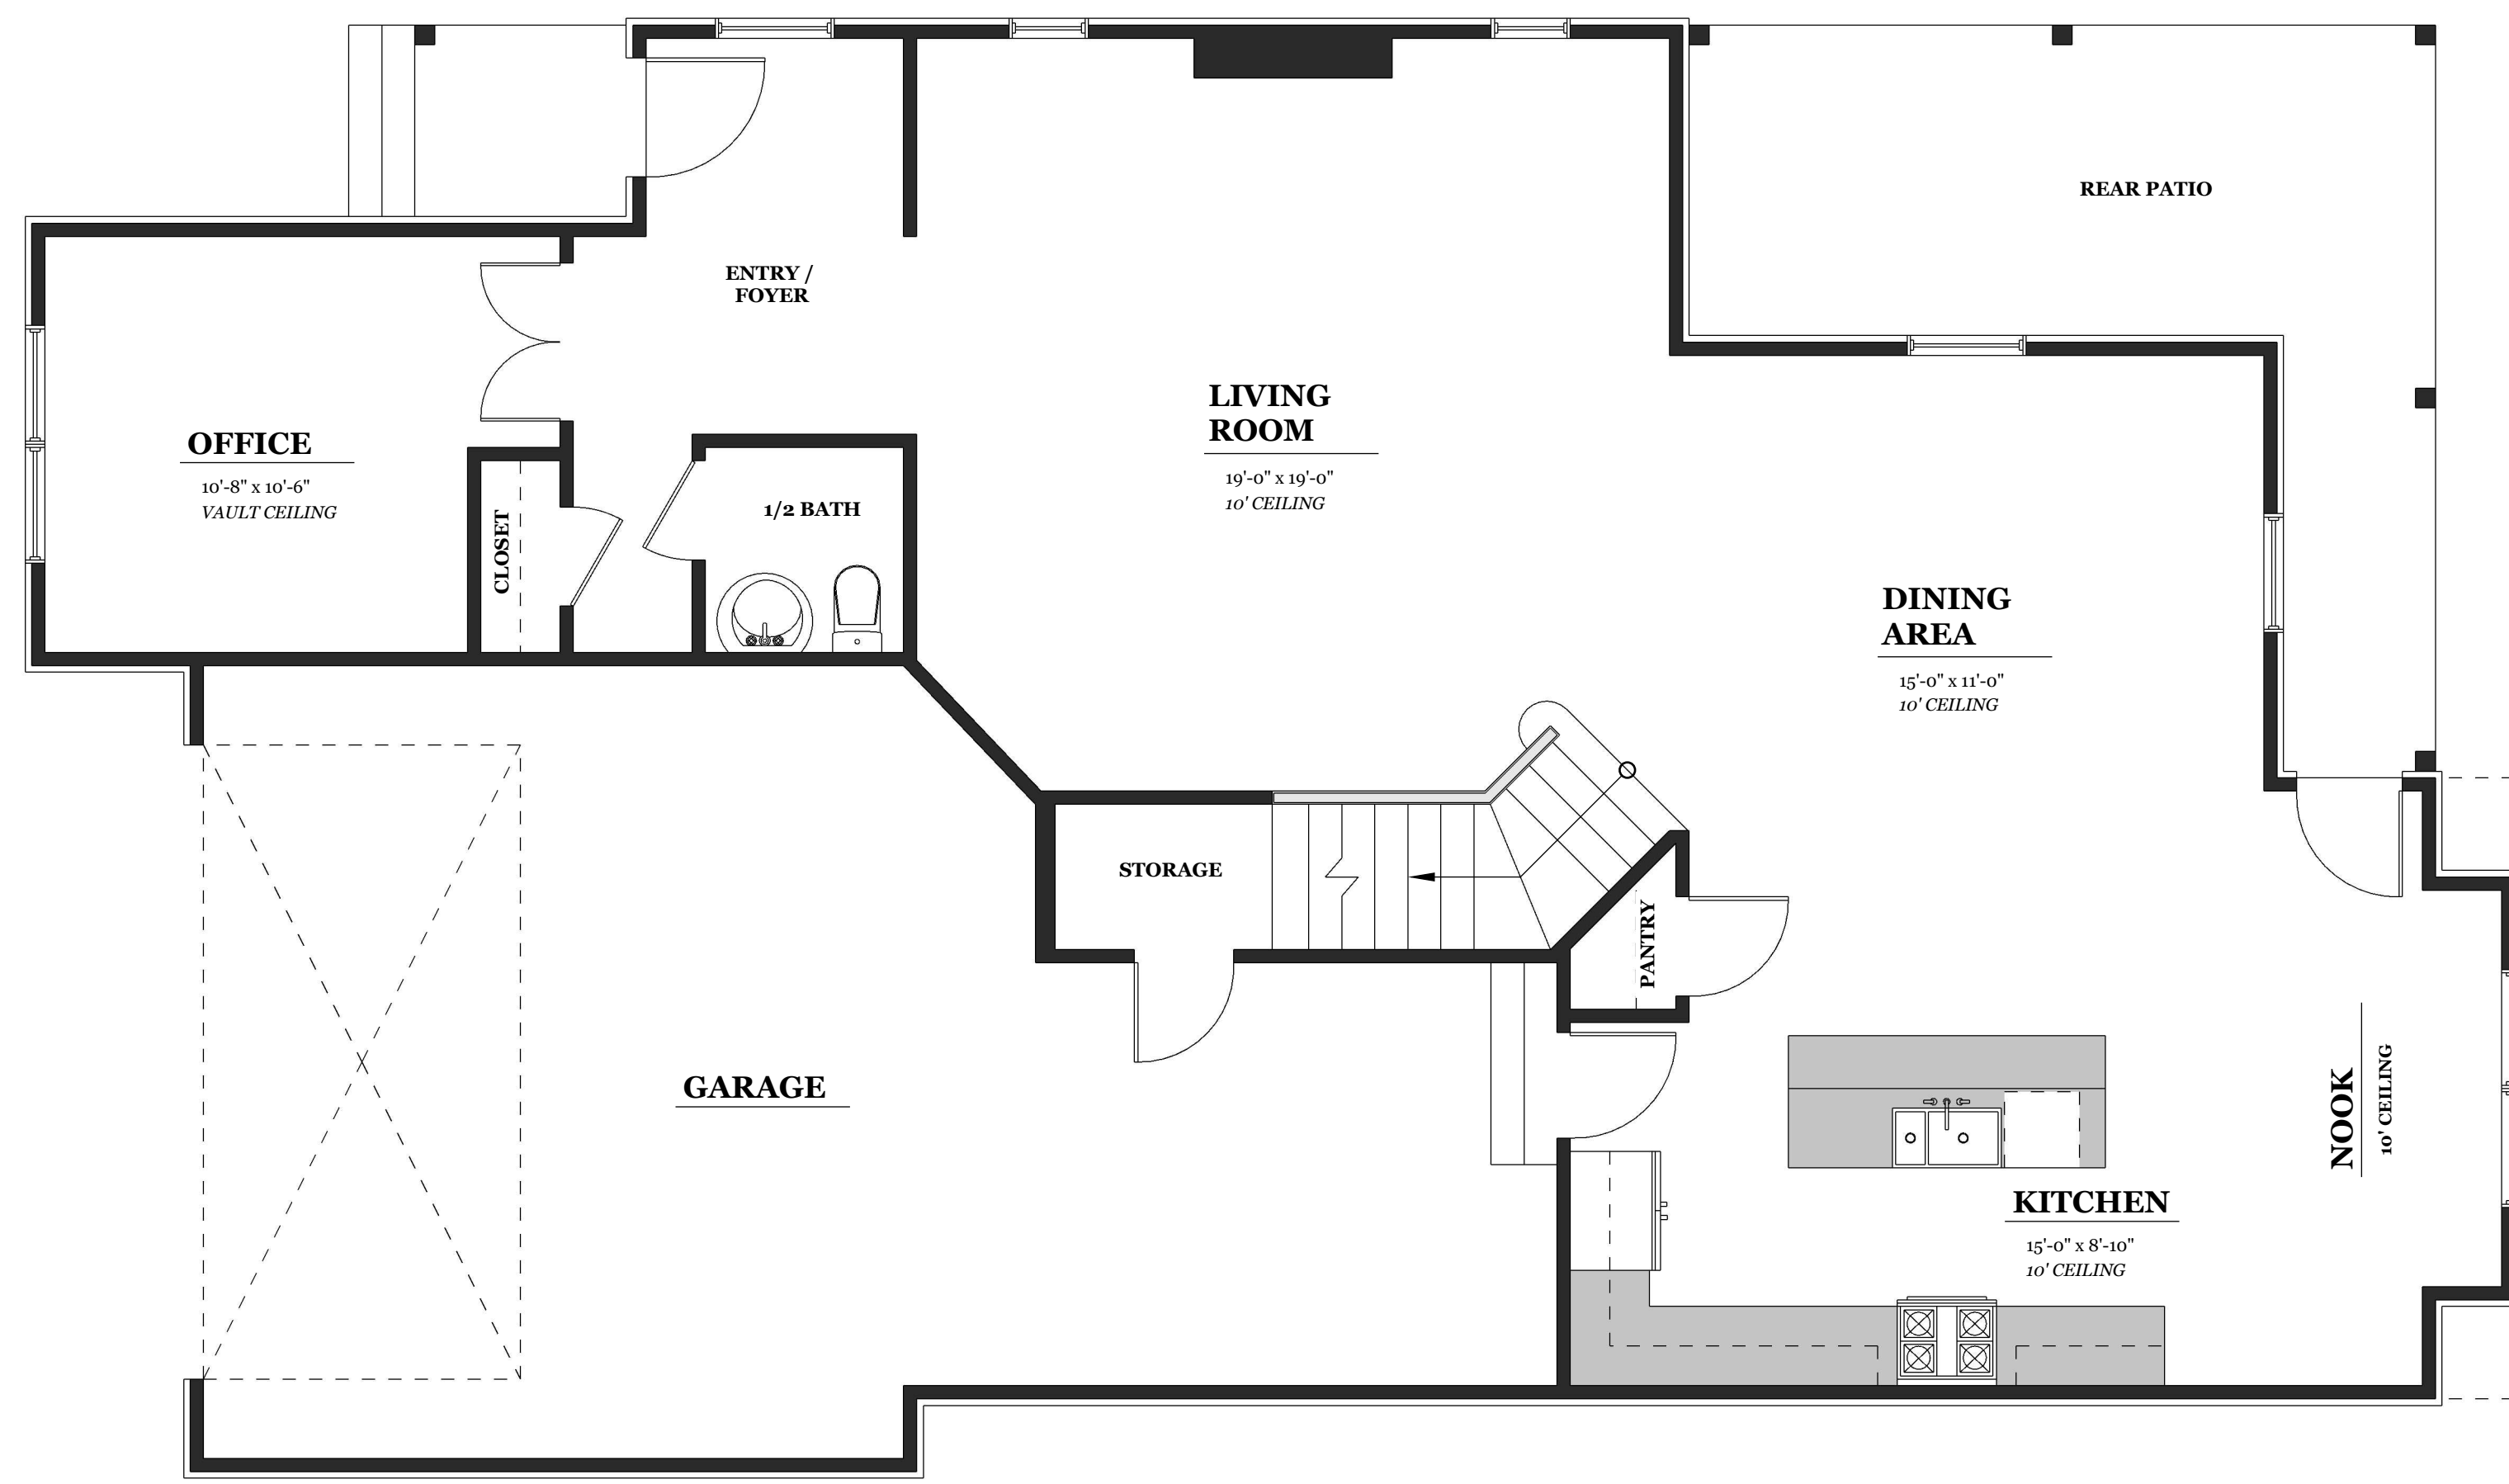 REAR PATIO
ENTRY /
FOYER
OFFICE
10'-8" x 10'-6"
VAULT CEILING
CLOSET
1/2 BATH
LIVING
ROOM
19'-0" x 19'-0"
10' CEILING
DINING
AREA
15'-0" x 11'-0"
10' CEILING
STORAGE
PANTRY
GARAGE
NOOK
10' CEILING
KITCHEN
15'-0" x 8'-10"
10' CEILING